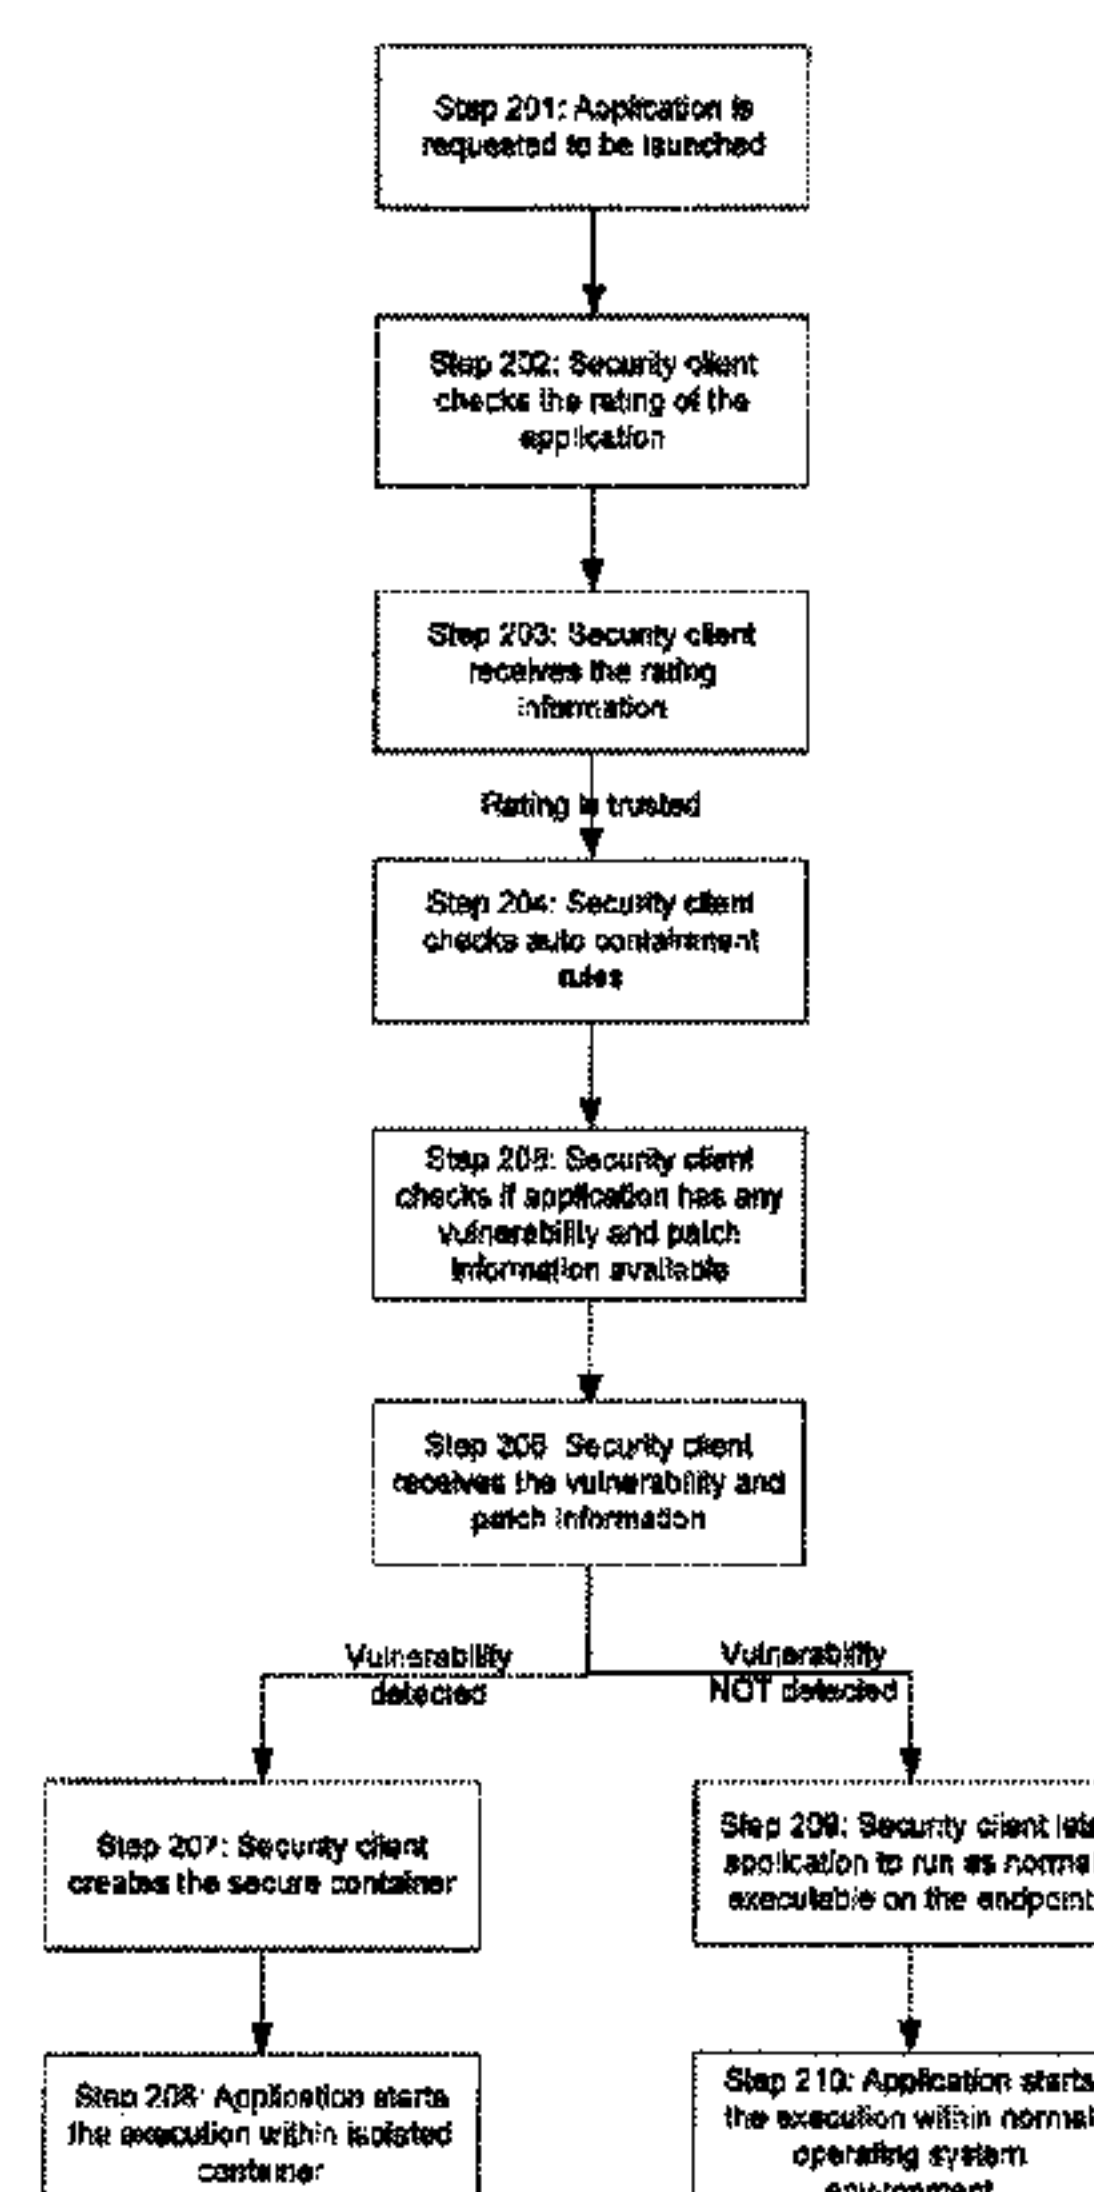 Step 201: Application is
requested to be launched
Step 202: Security client
checks the rating of the
application
Step 203: Security client
receives the rating
information
Rating is trusted
Step 204: Security client
checks auto containment
rules
Step 205: Security client
checks if application has any
vulnerability and patch
information available
Step 206 Security client
receives the vulnerability and
patch information
Vulnerability
detected
Vulnerability
NOT detected
Step 207: Security client
creates the secure container
Step 209: Security client lets
application to run as normal
executable on the endpoint
Step 208: Application starts
the execution within isolated
container
Step 210: Application starts
the execution within normal
operating system
environment